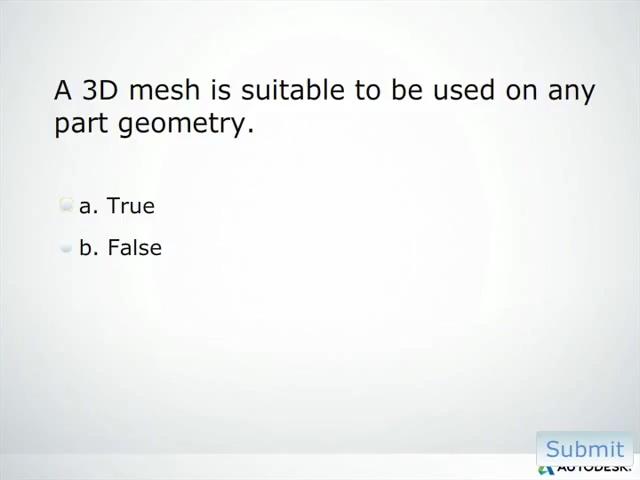 A 3D mesh is suitable to be used on any
part geometry.
a. True
b. False
Submit
AUTODESK.